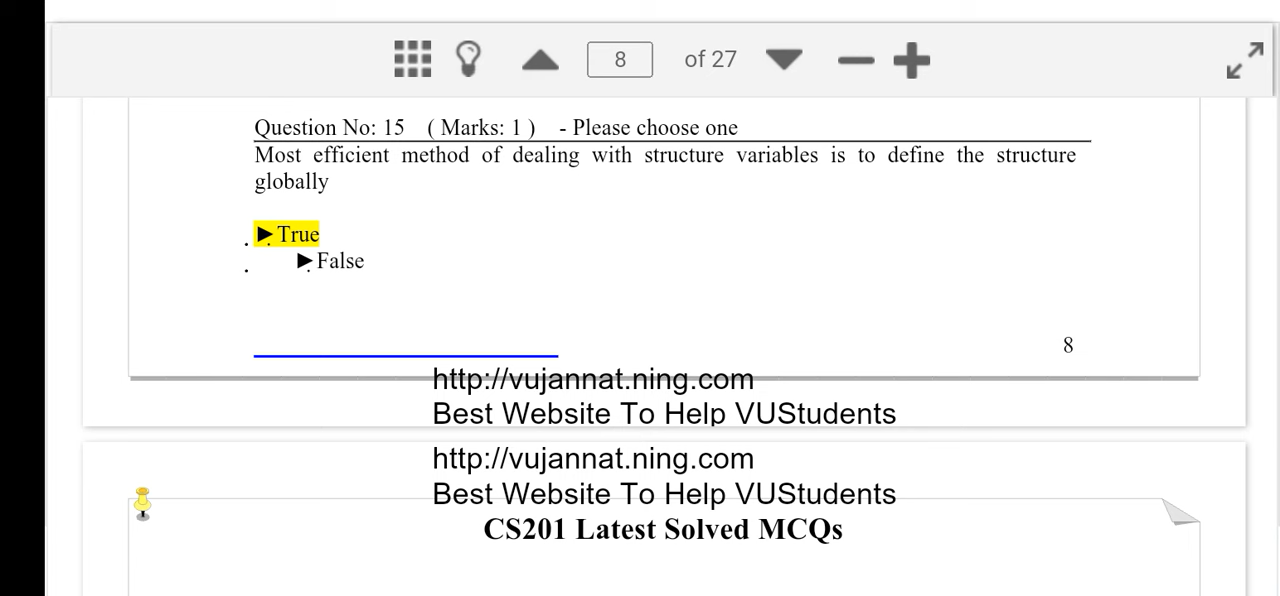 8 of 27
Question No: 15 ( Marks: 1 ) - Please choose one
Most efficient method of dealing with structure variables is to define the structure
globally
►True
►False
8
http://vujannat.ning.com
Best Website To Help VUStudents
http://vujannat.ning.com
Best Website To Help VUStudents
CS201 Latest Solved MCQs